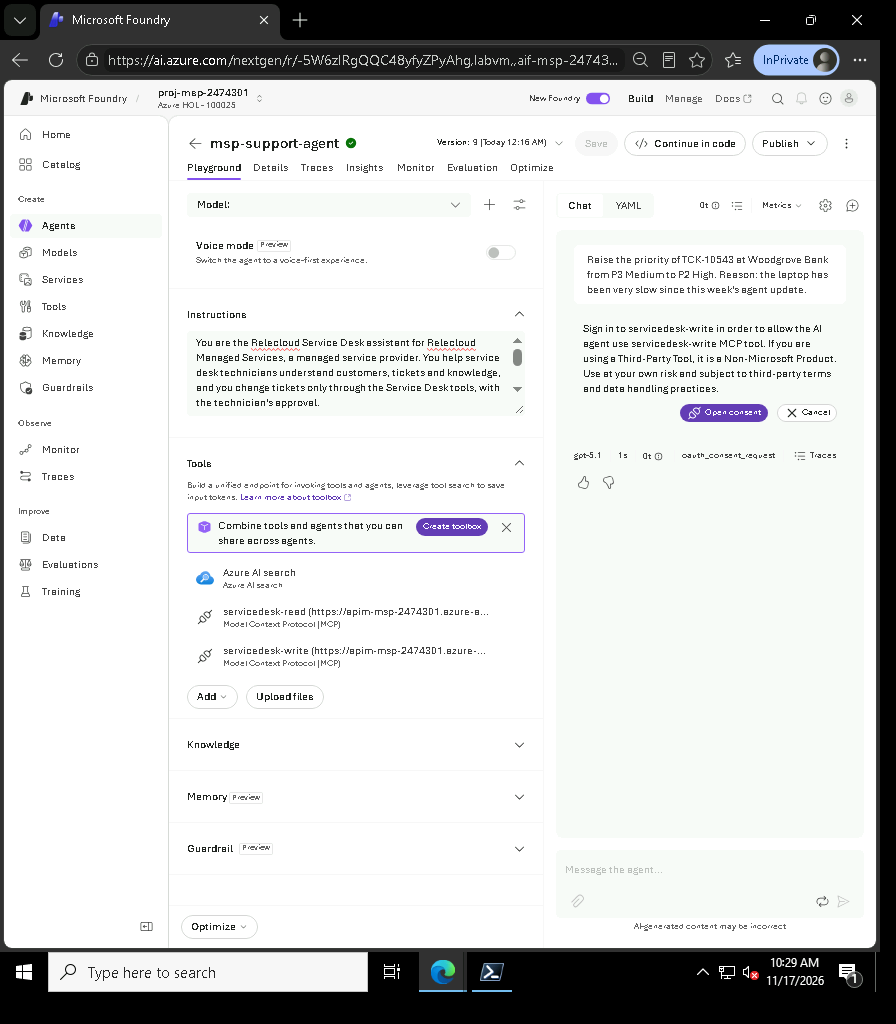 Microsoft Foundry
https://ai.azure.com/nextgen/r/-5W6zlRgQQC48yfyZPyAhg,labvm,,aif-msp-24743...
InPrivate
Microsoft Foundry / proj-msp-2474301
Azure HOL - 100025
New Foundry
Build
Manage
Docs
Home
Catalog
Create
Agents
Models
Services
Tools
Knowledge
Memory
Guardrails
Observe
Monitor
Traces
Improve
Data
Evaluations
Training
msp-support-agent
Version: 9 (Today 12:16 AM)
Save
Continue in code
Publish
Playground
Details
Traces
Insights
Monitor
Evaluation
Optimize
Model:
Voice mode Preview
Switch the agent to a voice-first experience.
Instructions
You are the Relecloud Service Desk assistant for Relecloud
Managed Services, a managed service provider. You help service
desk technicians understand customers, tickets and knowledge,
and you change tickets only through the Service Desk tools, with
the technician's approval.
Tools
Build a unified endpoint for invoking tools and agents, leverage tool search to save
input tokens. Learn more about toolbox
Combine tools and agents that you can
share across agents.
Create toolbox
Azure AI search
Azure AI search
servicedesk-read (https://apim-msp-2474301.azure-a...
Model Context Protocol (MCP)
servicedesk-write (https://apim-msp-2474301.azure-...
Model Context Protocol (MCP)
Add
Upload files
Knowledge
Memory Preview
Guardrail Preview
Optimize
Chat
YAML
0t
Metrics
Raise the priority of TCK-10543 at Woodgrove Bank
from P3 Medium to P2 High. Reason: the laptop has
been very slow since this week's agent update.
Sign in to servicedesk-write in order to allow the AI
agent use servicedesk-write MCP tool. If you are
using a Third-Party Tool, it is a Non-Microsoft Product.
Use at your own risk and subject to third-party terms
and data handling practices.
Open consent
Cancel
gpt-5.1
1s
0t
oauth_consent_request
Traces
Message the agent...
AI-generated content may be incorrect
Type here to search
10:29 AM
11/17/2026
1